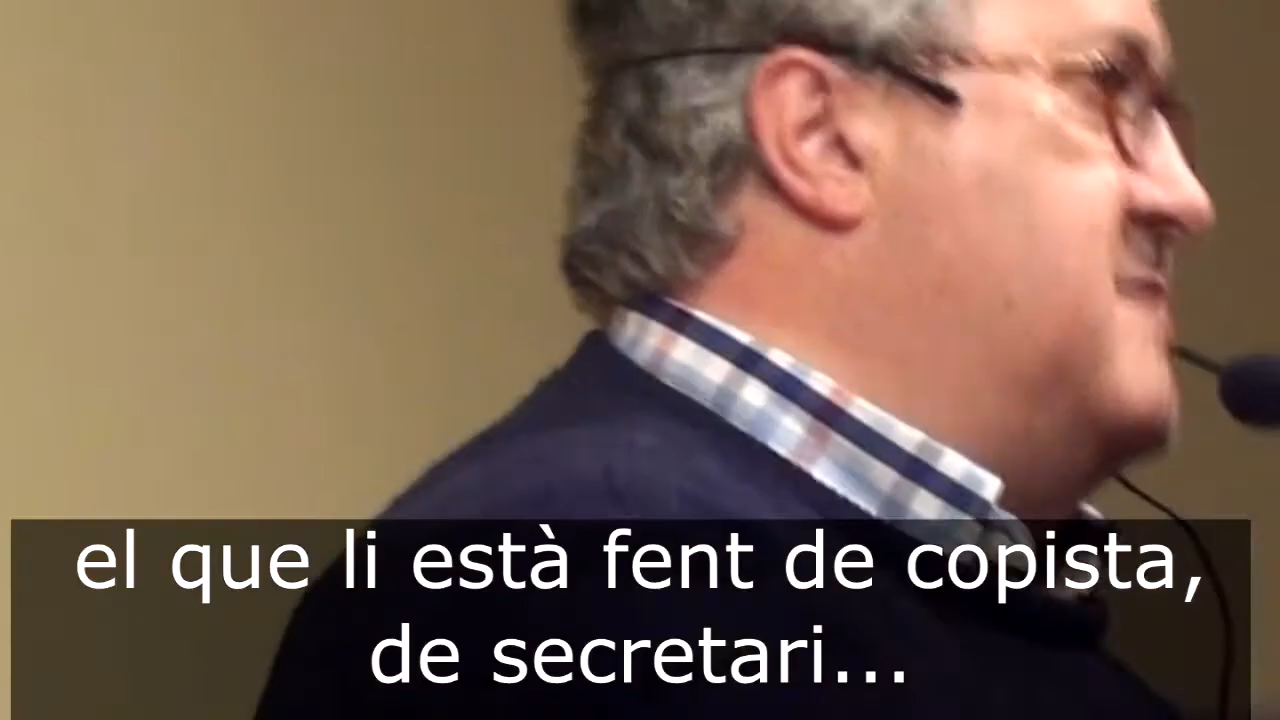 el que li està fent de copista,
de secretari...